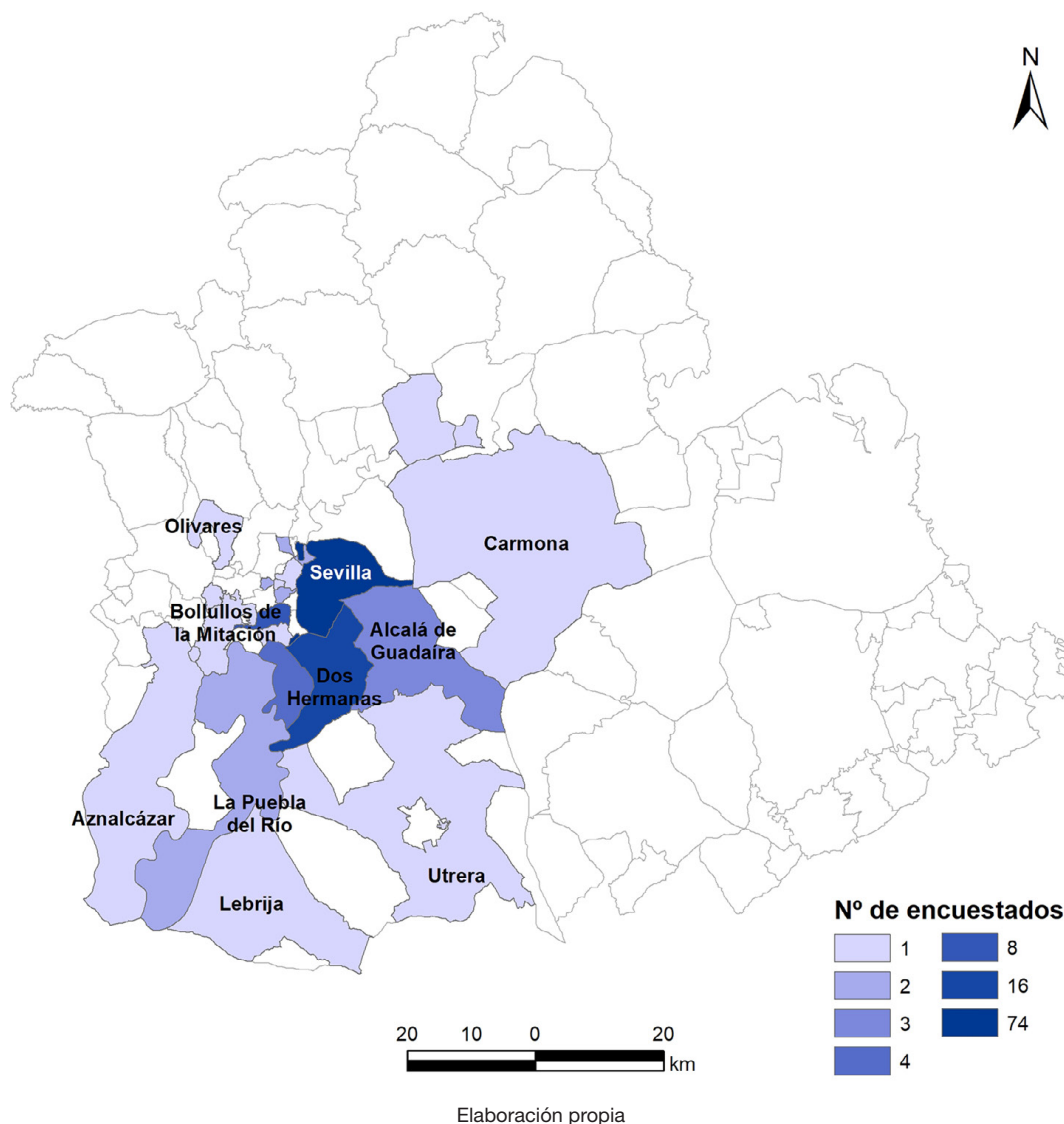 N
Olivares
Carmona
Sevilla
Bollullos de
la Mitación
Alcalá de
Guadaíra
Dos
Hermanas
La Puebla
del Río
Aznalcázar
Utrera
Lebrija
Nº de encuestados
1
2
3
4
8
16
74
20 10 0 20
km
Elaboración propia